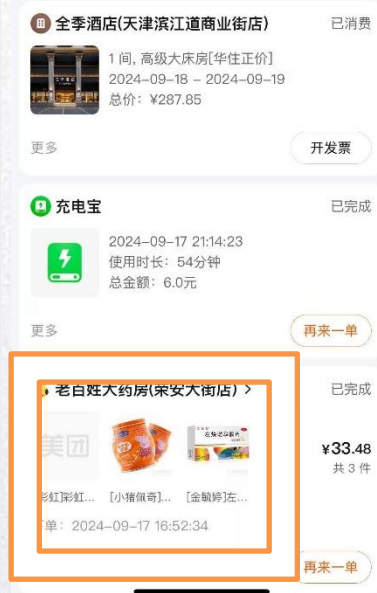 全季酒店(天津滨江道商业街店)
已消费
1 间, 高级大床房[华住正价]
2024-09-18 - 2024-09-19
总价: ¥287.85
更多
开发票
充电宝
已完成
2024-09-17 21:14:23
使用时长: 54分钟
总金额: 6.0元
更多
再来一单
老百姓大药房(荣安大街店) >
已完成
美团
¥33.48
共 3 件
彩虹]彩虹...
[小猪佩奇]...
[金毓婷]左...
单: 2024-09-17 16:52:34
再来一单